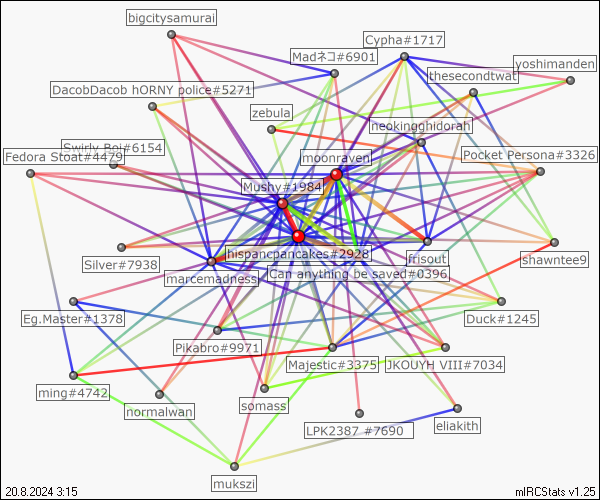 bigcitysamurai
Cypha#1717
Madネコ#6901
yoshimanden
thesecondtwat
DacobDacob hORNY police#5271
zebula
neokingghidorah
Swirly Boi#6154
Fedora Stoat#4479
moonraven
Pocket Persona#3326
Mushy#1984
hispancpancakes#2928
frisout
shawntee9
Silver#7938
marcemadness
Can anything be saved#0396
Eg.Master#1378
Duck#1245
Pikabro#9971
Majestic#3375
JKOUYH VIII#7034
ming#4742
normalwan
somass
LPK2387 #7690
eliakith
mukszi
20.8.2024 3:15
mIRCStats v1.25